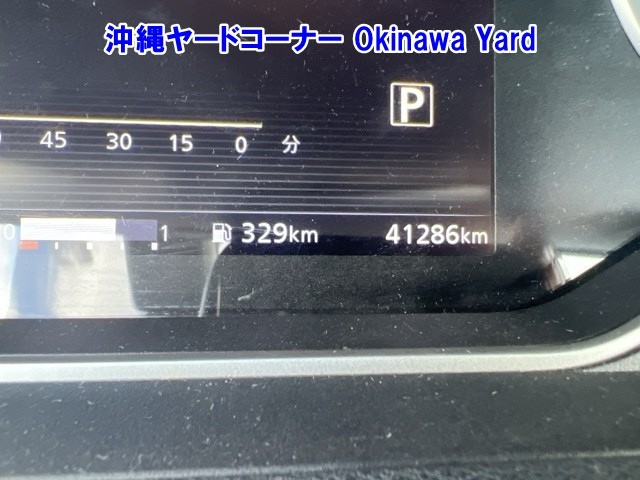 沖縄ヤードコーナー Okinawa Yard
P
45 30 15 0 分
0 1 329km 41286km